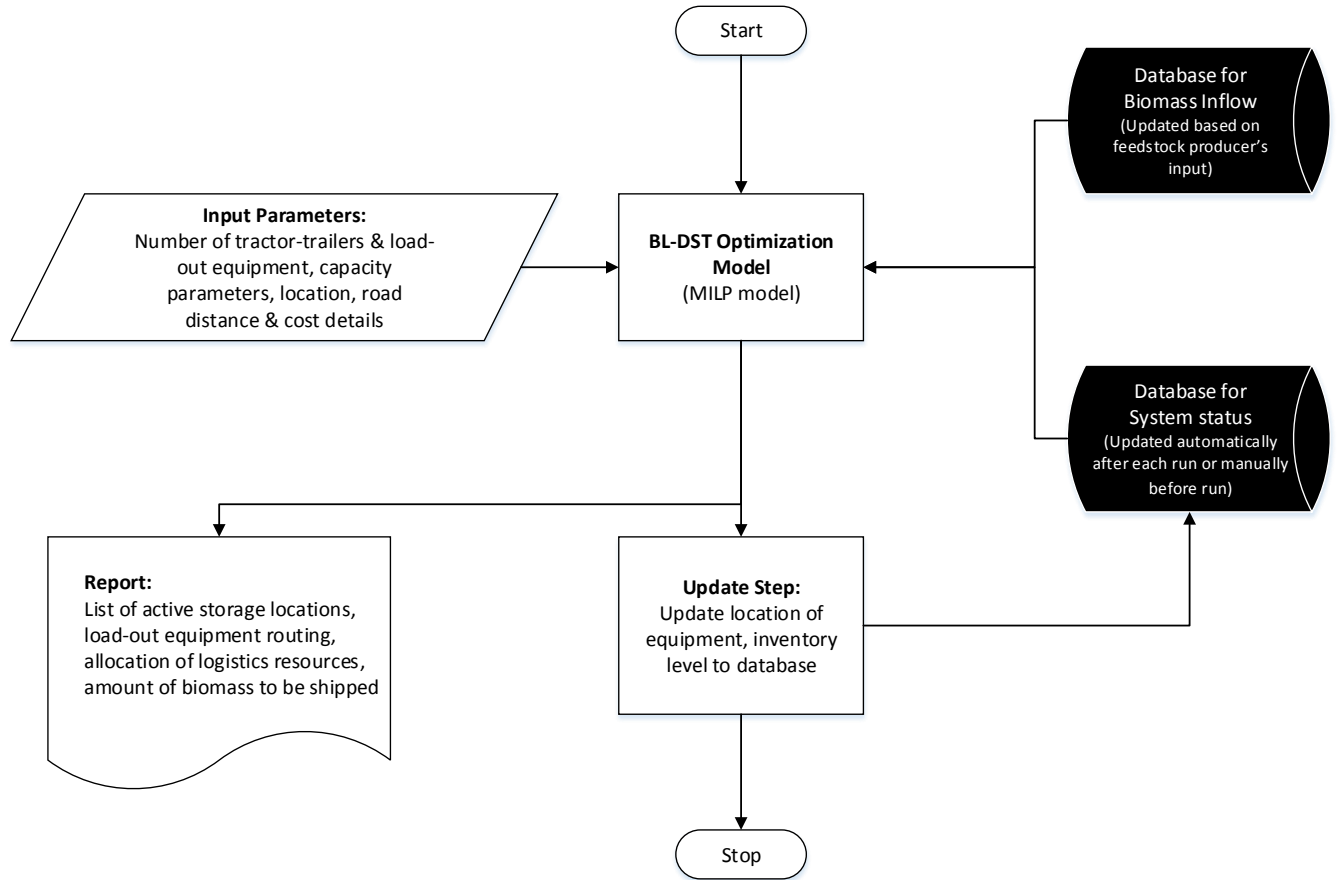 Start
Database for
Biomass Inflow
(Updated based on
feedstock producer's
input)
Input Parameters:
Number of tractor-trailers & load-
out equipment, capacity
parameters, location, road
distance & cost details
BL-DST Optimization
Model
(MILP model)
Database for
System status
(Updated automatically
after each run or manually
before run)
Report:
List of active storage locations,
load-out equipment routing,
allocation of logistics resources,
amount of biomass to be shipped
Update Step:
Update location of
equipment, inventory
level to database
Stop